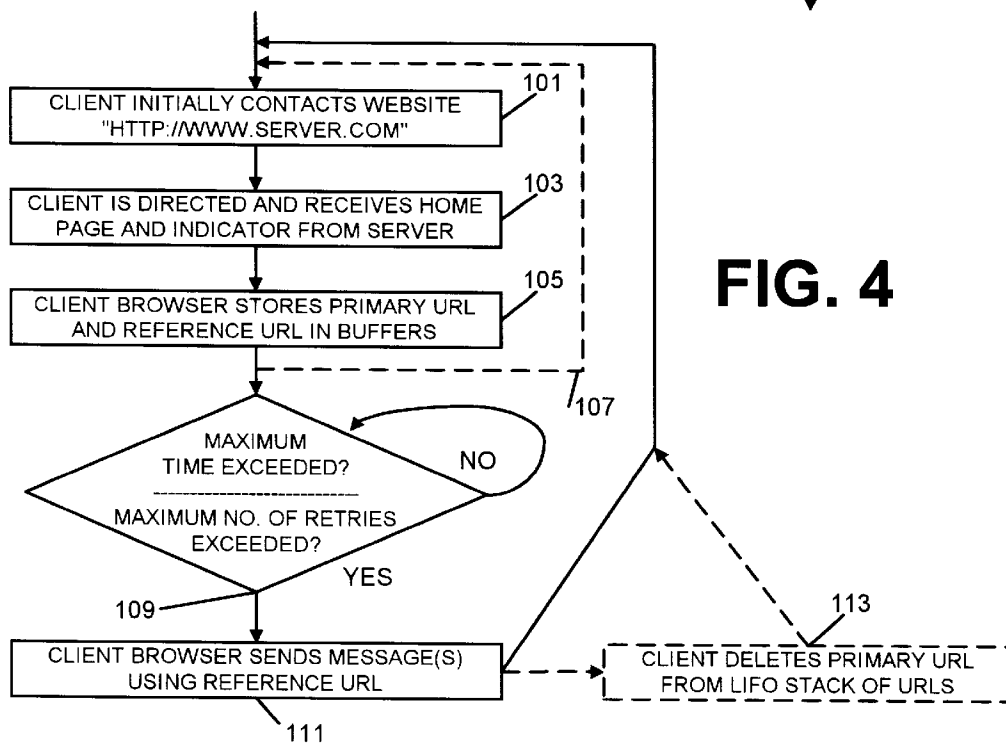 101
CLIENT INITIALLY CONTACTS WEBSITE
"HTTP://WWW.SERVER.COM"
103
CLIENT IS DIRECTED AND RECEIVES HOME
PAGE AND INDICATOR FROM SERVER
105
CLIENT BROWSER STORES PRIMARY URL
AND REFERENCE URL IN BUFFERS
FIG. 4
107
MAXIMUM
TIME EXCEEDED?
NO
MAXIMUM NO. OF RETRIES
EXCEEDED?
YES
109
113
CLIENT BROWSER SENDS MESSAGE(S)
USING REFERENCE URL
CLIENT DELETES PRIMARY URL
FROM LIFO STACK OF URLS
111